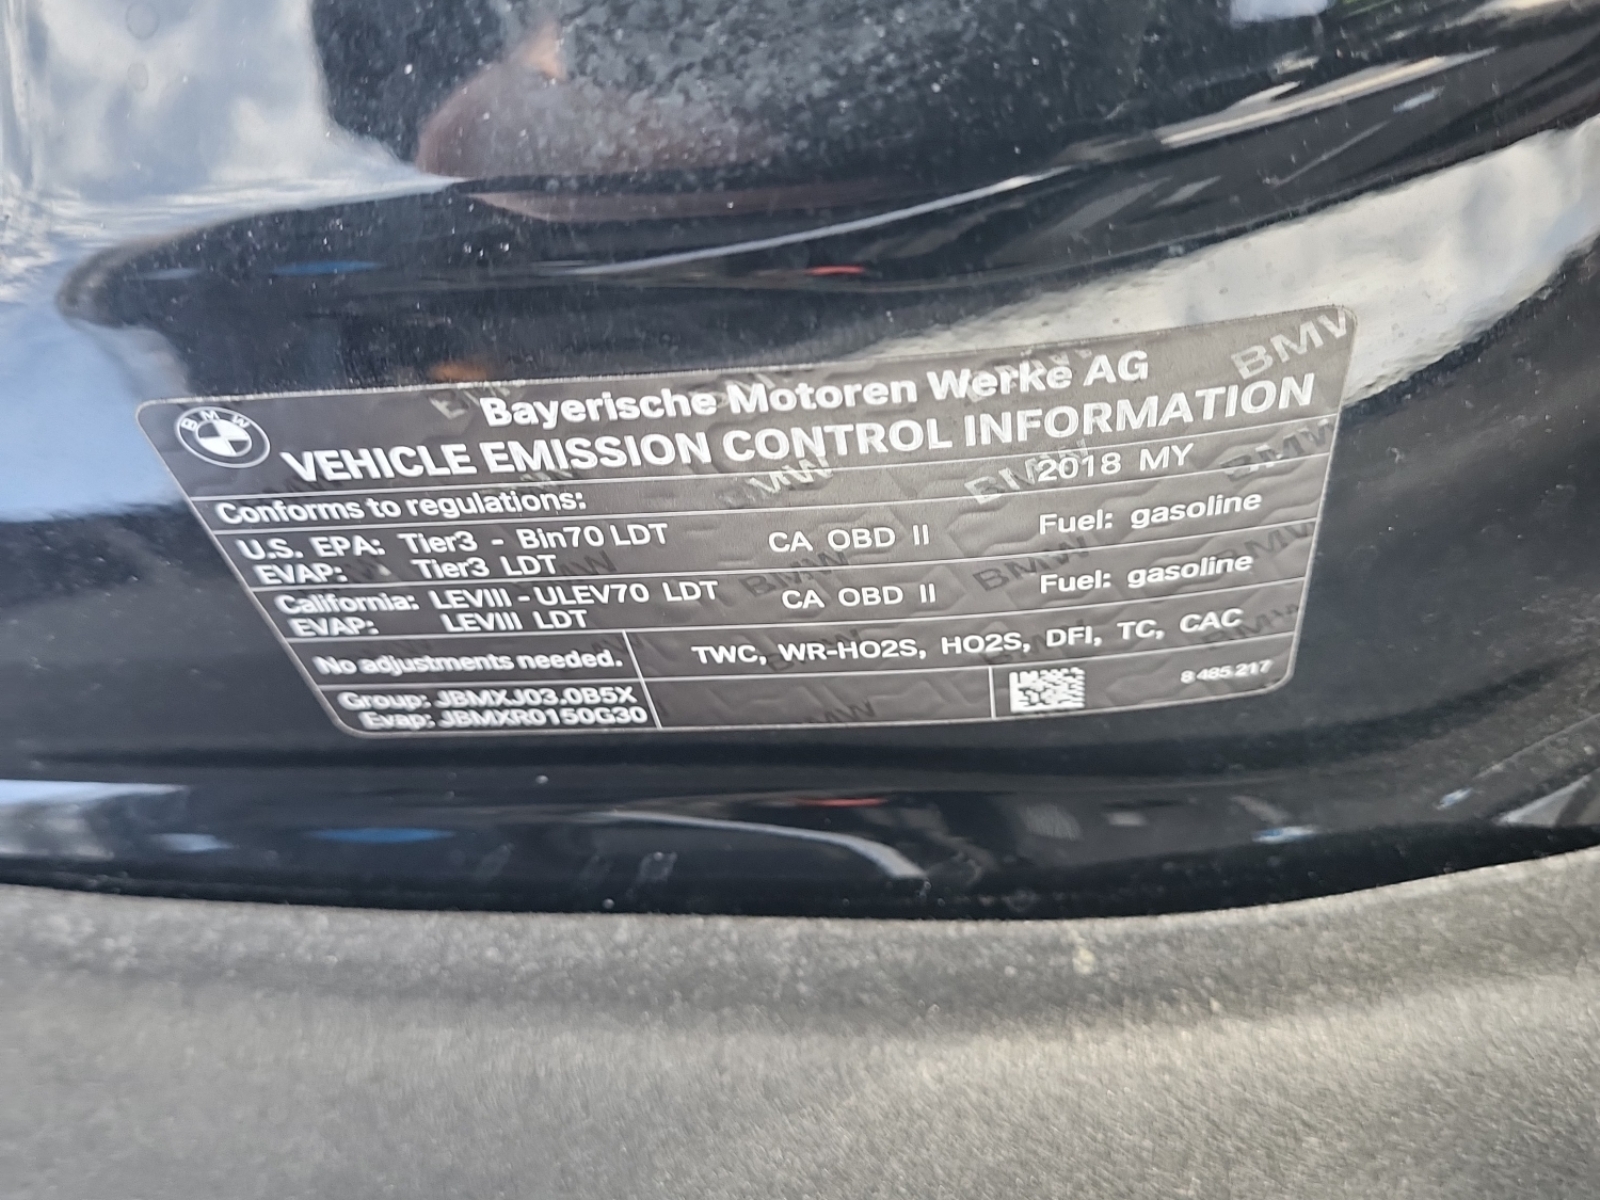 BMW
Bayerische Motoren Werke AG
VEHICLE EMISSION CONTROL INFORMATION
Conforms to regulations: 2018 MY
U.S. EPA: Tier3 - Bin70 LDT CA OBD II Fuel: gasoline
EVAP: Tier3 LDT
California: LEVIII - ULEV70 LDT CA OBD II Fuel: gasoline
EVAP: LEVIII LDT
No adjustments needed. TWC, WR-HO2S, HO2S, DFI, TC, CAC
Group: JBMXJ03.0B5X
Evap: JBMXR0150G30
8 485 217